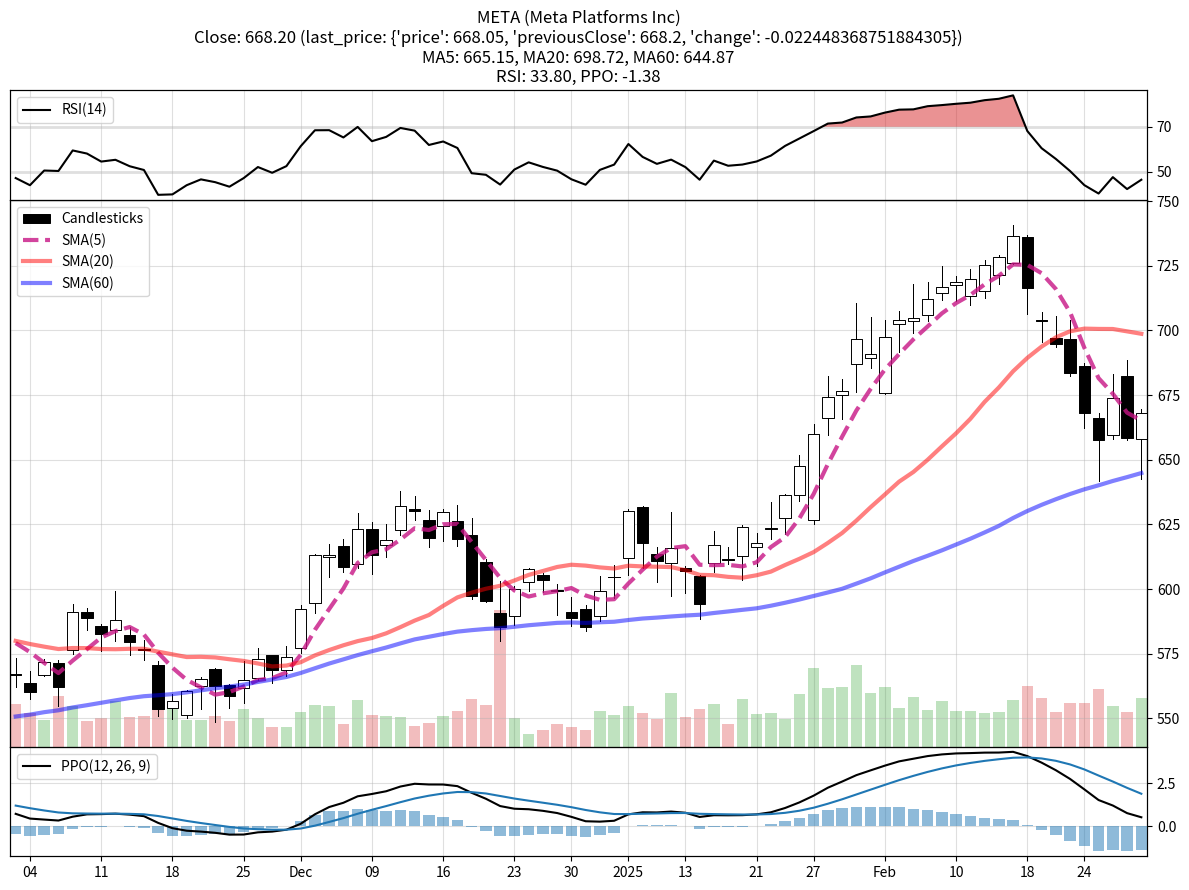 META (Meta Platforms Inc)
Close: 668.20 (last_price: {'price': 668.05, 'previousClose': 668.2, 'change': -0.022448368751884305})
MA5: 665.15, MA20: 698.72, MA60: 644.87
RSI: 33.80, PPO: -1.38
RSI(14)
70
50
750
Candlesticks
SMA(5)
SMA(20)
SMA(60)
725
700
675
650
625
600
575
550
PPO(12, 26, 9)
2.5
0.0
04 11 18 25 Dec 09 16 23 30 2025 13 21 27 Feb 10 18 24